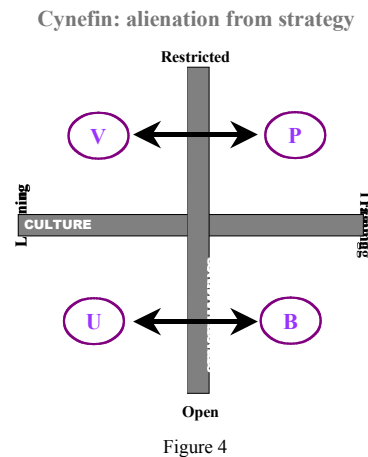 Cynefin: alienation from strategy
Restricted
V
P
CULTURE
U
B
Open
Figure 4